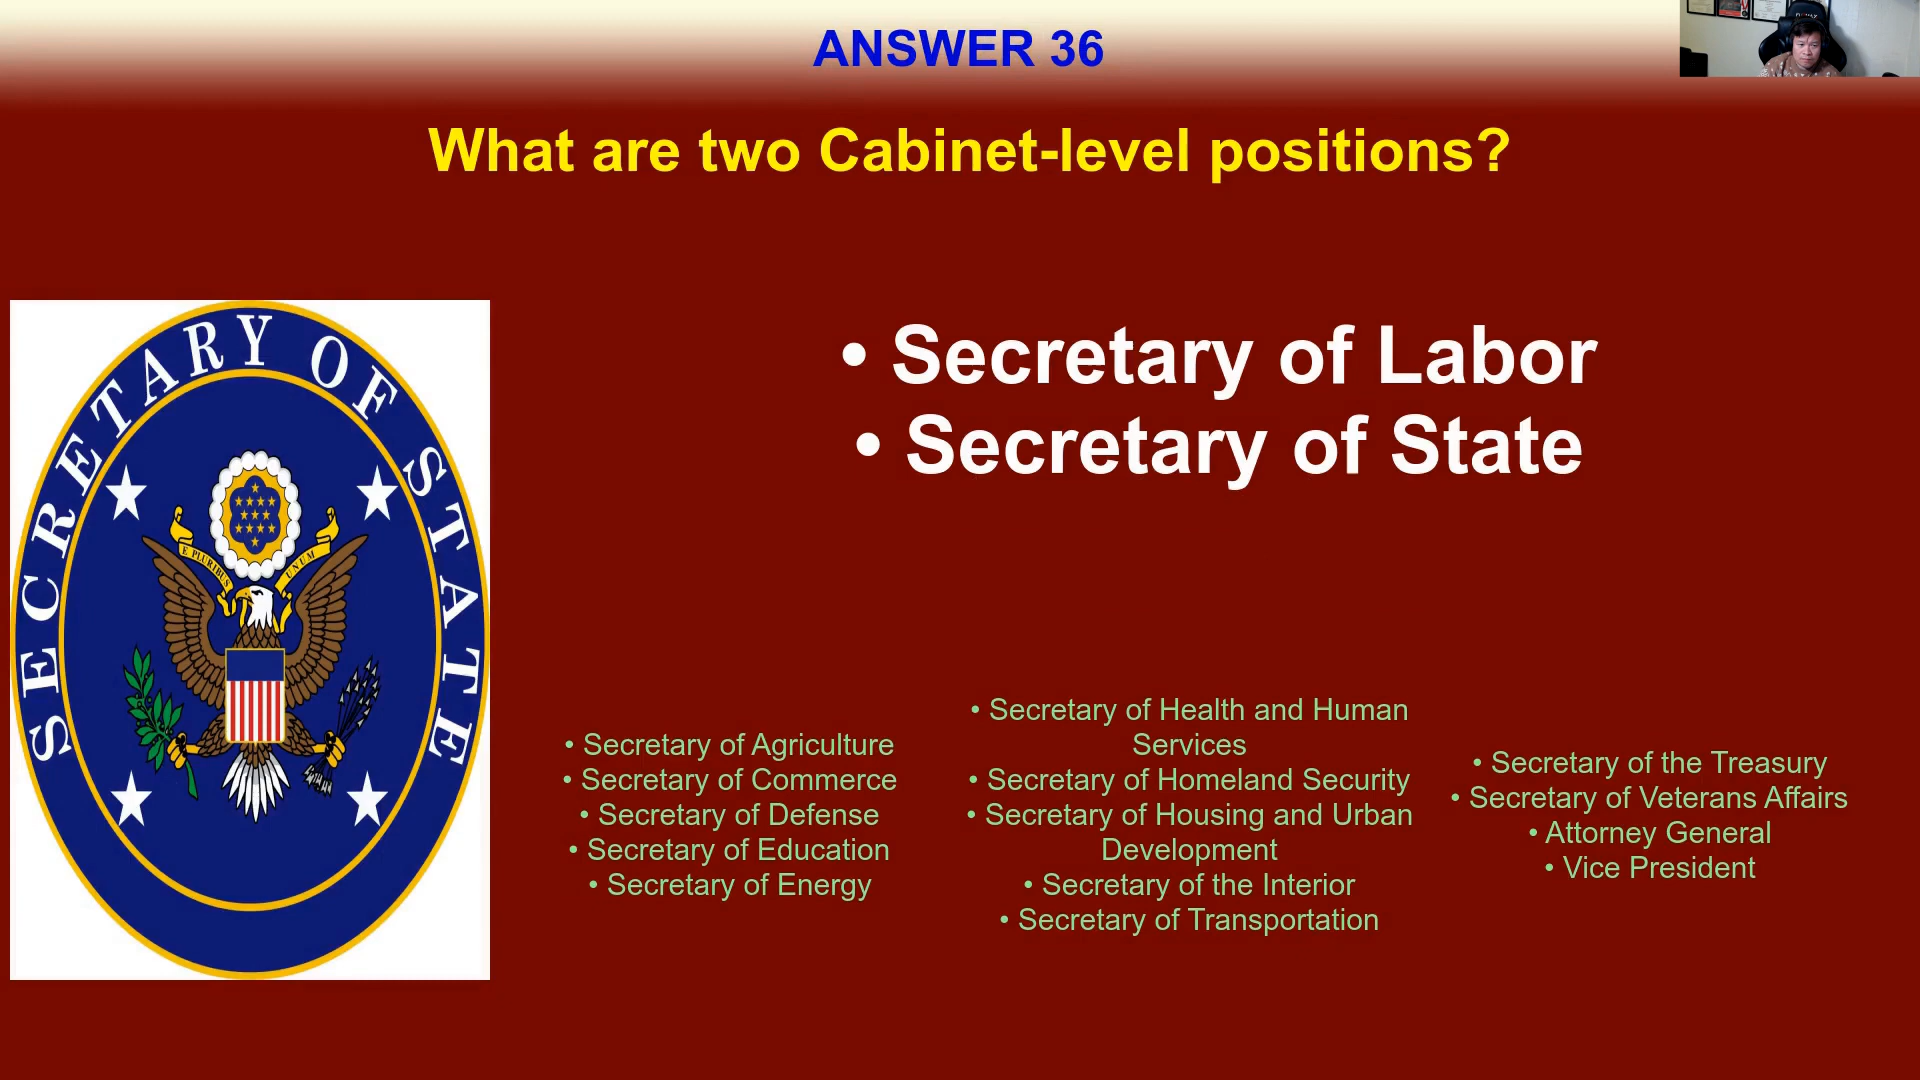 ANSWER 36
What are two Cabinet-level positions?
SECRETARY OF STATE
E PLURIBUS UNUM
• Secretary of Labor
• Secretary of State
• Secretary of Agriculture
• Secretary of Commerce
• Secretary of Defense
• Secretary of Education
• Secretary of Energy
• Secretary of Health and Human
Services
• Secretary of Homeland Security
• Secretary of Housing and Urban
Development
• Secretary of the Interior
• Secretary of Transportation
• Secretary of the Treasury
• Secretary of Veterans Affairs
• Attorney General
• Vice President